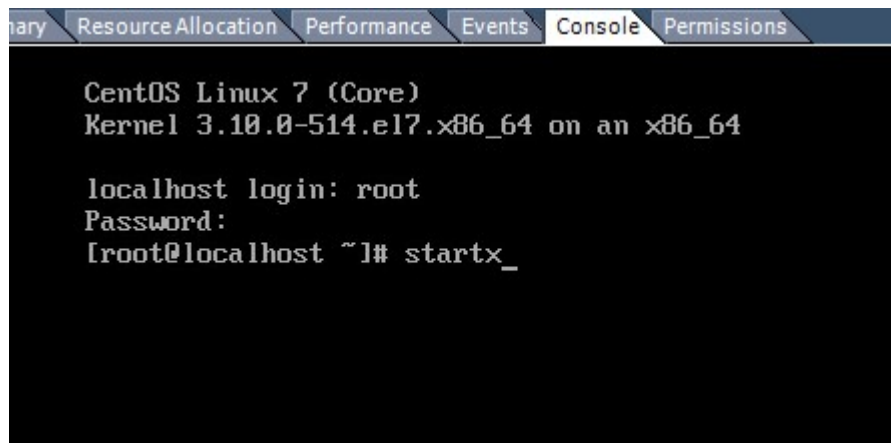 Resource Allocation Performance Events Console Permissions
CentOS Linux 7 (Core)
Kernel 3.10.0-514.el7.x86_64 on an x86_64
localhost login: root
Password:
[root@localhost ~]# startx_